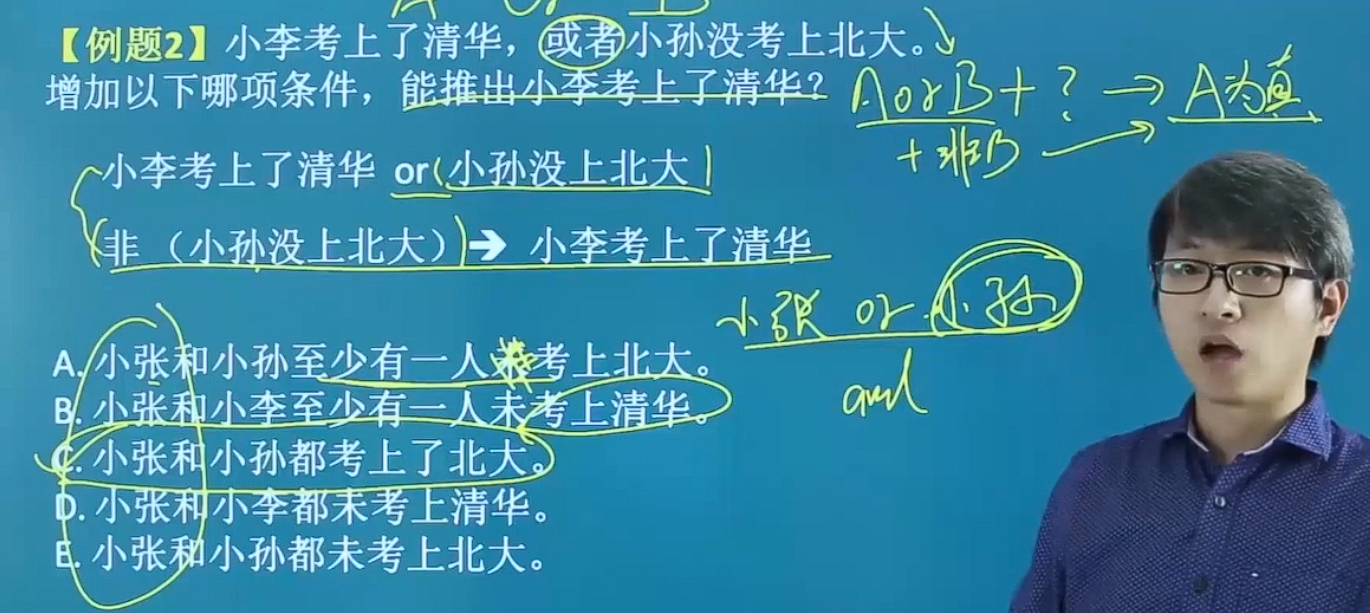 A or B
【例题2】小李考上了清华，或者小孙没考上北大。
增加以下哪项条件，能推出小李考上了清华？
A or B + ? → A为真
+ 非B
小李考上了清华 or 小孙没上北大
非（小孙没上北大）→ 小李考上了清华
小张 or 小孙
and
A. 小张和小孙至少有一人未考上北大。
B. 小张和小李至少有一人未考上清华。
C. 小张和小孙都考上了北大。
D. 小张和小李都未考上清华。
E. 小张和小孙都未考上北大。